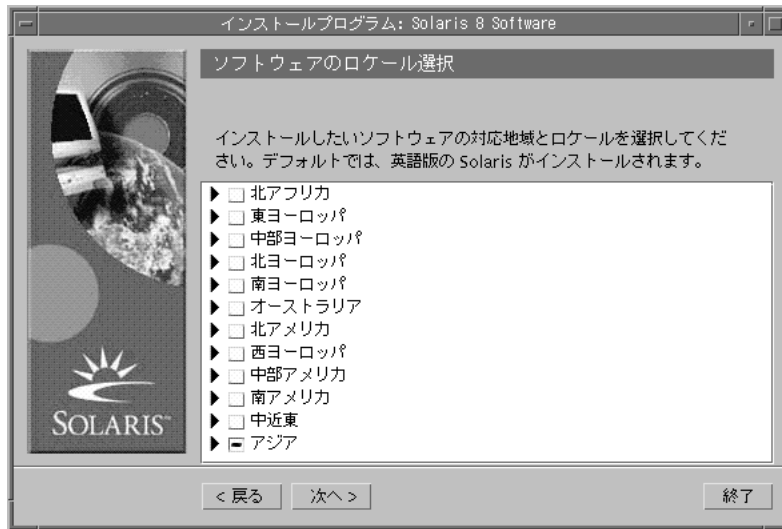 インストールプログラム: Solaris 8 Software
ソフトウェアのロケール選択
インストールしたいソフトウェアの対応地域とロケールを選択してくだ
さい。デフォルトでは、英語版の Solaris がインストールされます。
北アフリカ
東ヨーロッパ
中部ヨーロッパ
北ヨーロッパ
南ヨーロッパ
オーストラリア
北アメリカ
西ヨーロッパ
中部アメリカ
南アメリカ
中近東
アジア
SOLARIS™
< 戻る 次へ > 終了